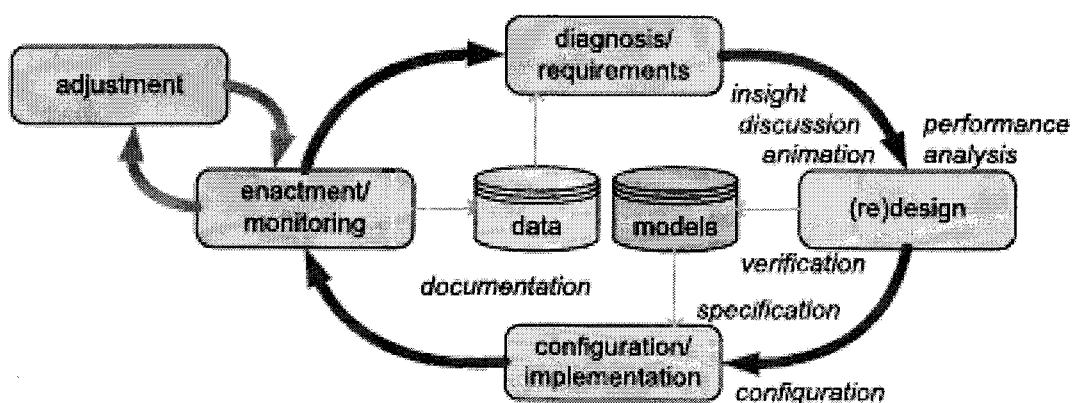 diagnosis/
requirements
adjustment
insight
discussion
animation
performance
analysis
enactment/
monitoring
data
models
(re)design
verification
documentation
specification
configuration/
implementation
configuration